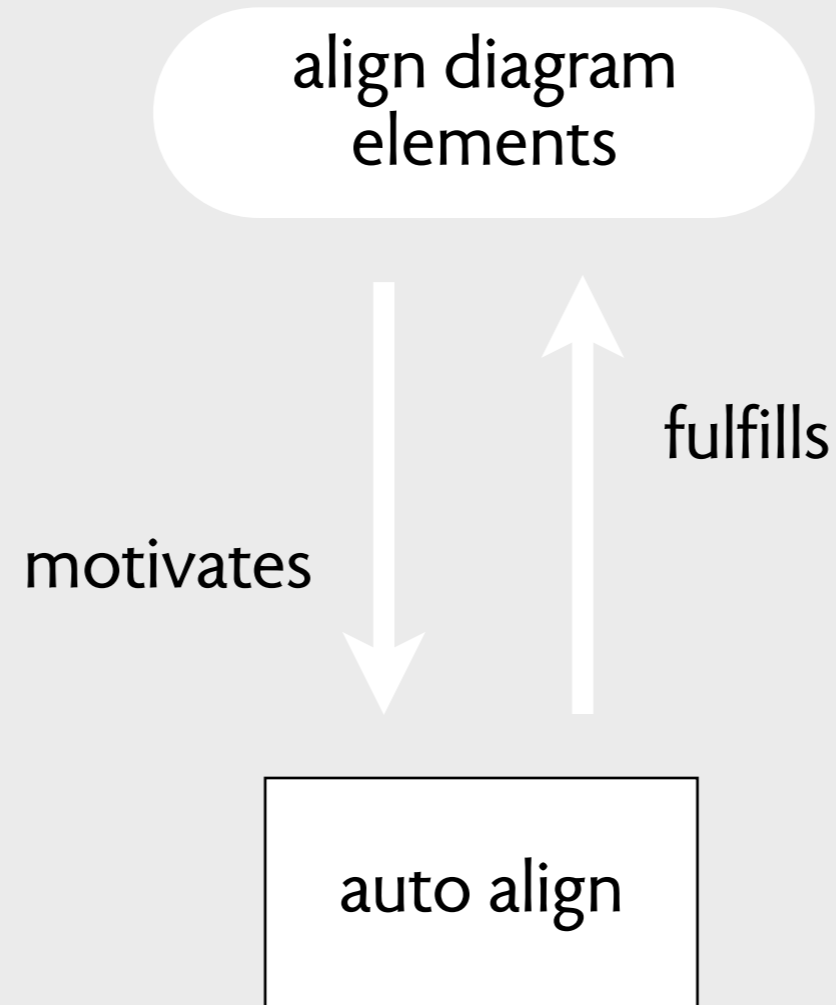 align diagram
elements
fulfills
motivates
auto align